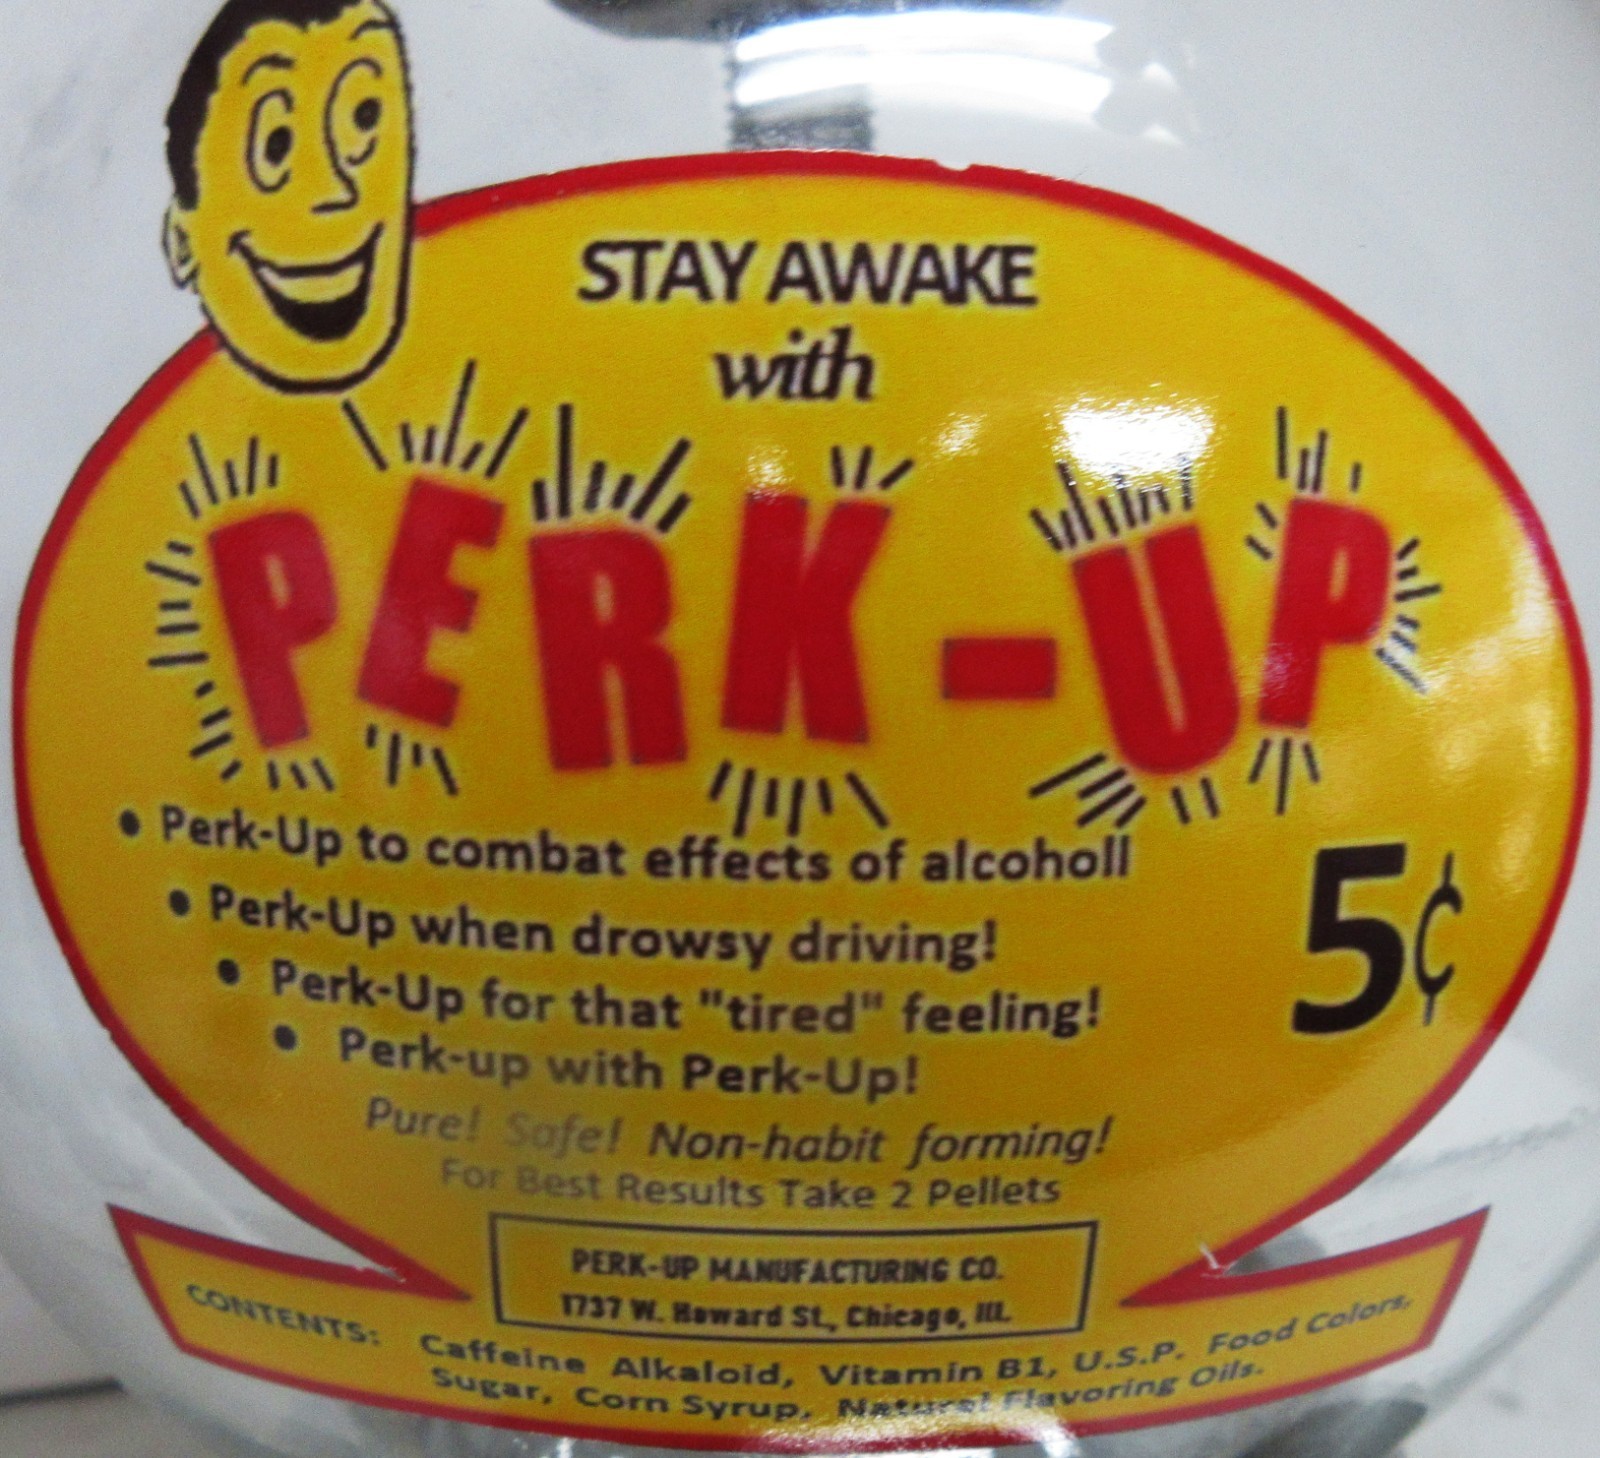 STAY AWAKE
with
PERK-UP
• Perk-Up to combat effects of alcoholl
• Perk-Up when drowsy driving!
• Perk-Up for that "tired" feeling!
• Perk-up with Perk-Up!
5¢
Pure! Safe! Non-habit forming!
For Best Results Take 2 Pellets
PERK-UP MANUFACTURING CO.
1737 W. Howard St., Chicago, Ill.
CONTENTS: Caffeine Alkaloid, Vitamin B1, U.S.P. Food Colors,
Sugar, Corn Syrup, Natural Flavoring Oils.